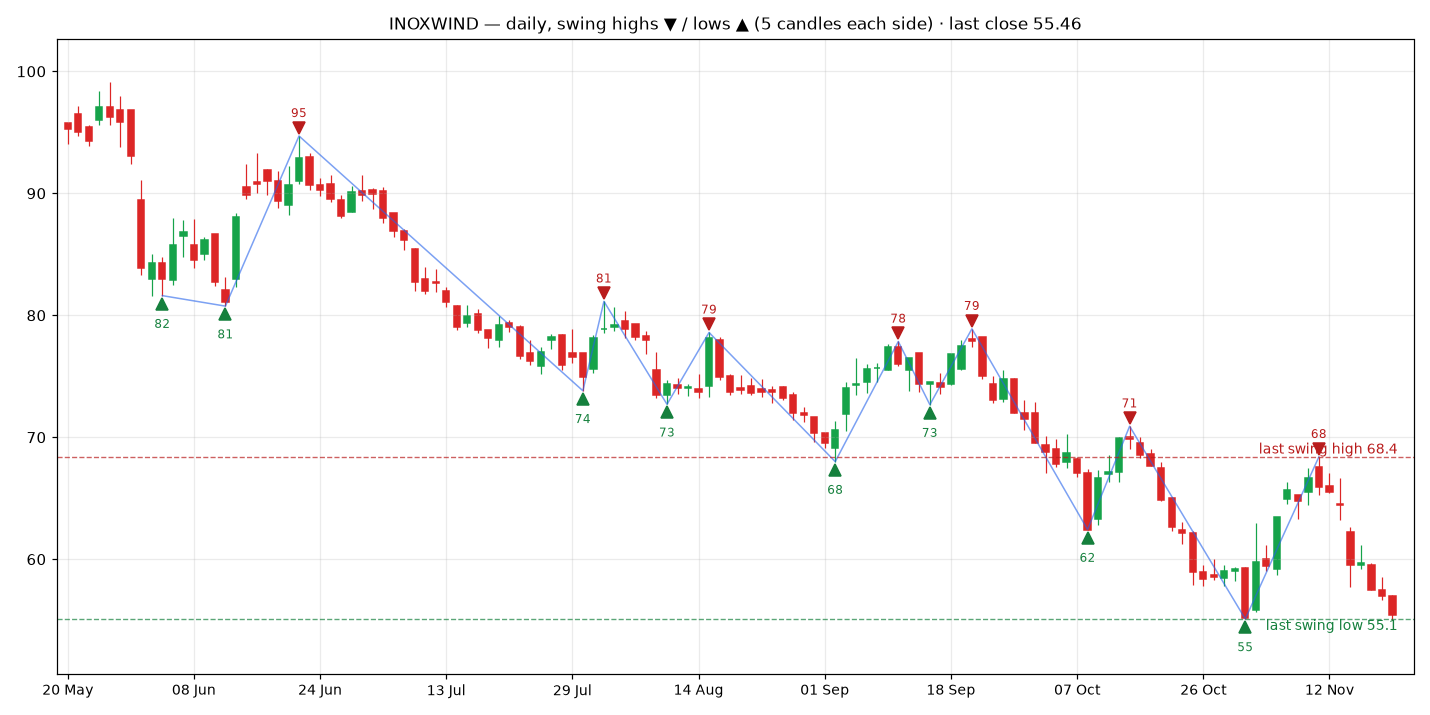 INOXWIND — daily, swing highs ▼ / lows ▲ (5 candles each side) · last close 55.46
100
90
80
70
60
95
82
81
81
74
79
73
68
78
73
79
71
62
68
last swing high 68.4
last swing low 55.1
55
20 May
08 Jun
24 Jun
13 Jul
29 Jul
14 Aug
01 Sep
18 Sep
07 Oct
26 Oct
12 Nov